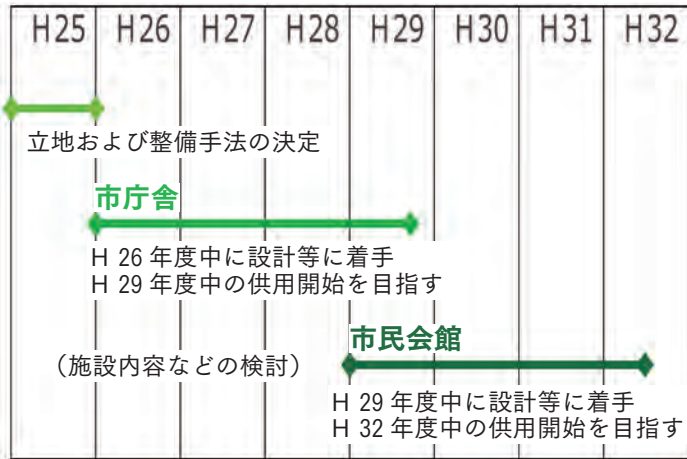 H25 H26 H27 H28 H29 H30 H31 H32
立地および整備手法の決定
市庁舎
H 26 年度中に設計等に着手
H 29 年度中の供用開始を目指す
市民会館
（施設内容などの検討）
H 29 年度中に設計等に着手
H 32 年度中の供用開始を目指す